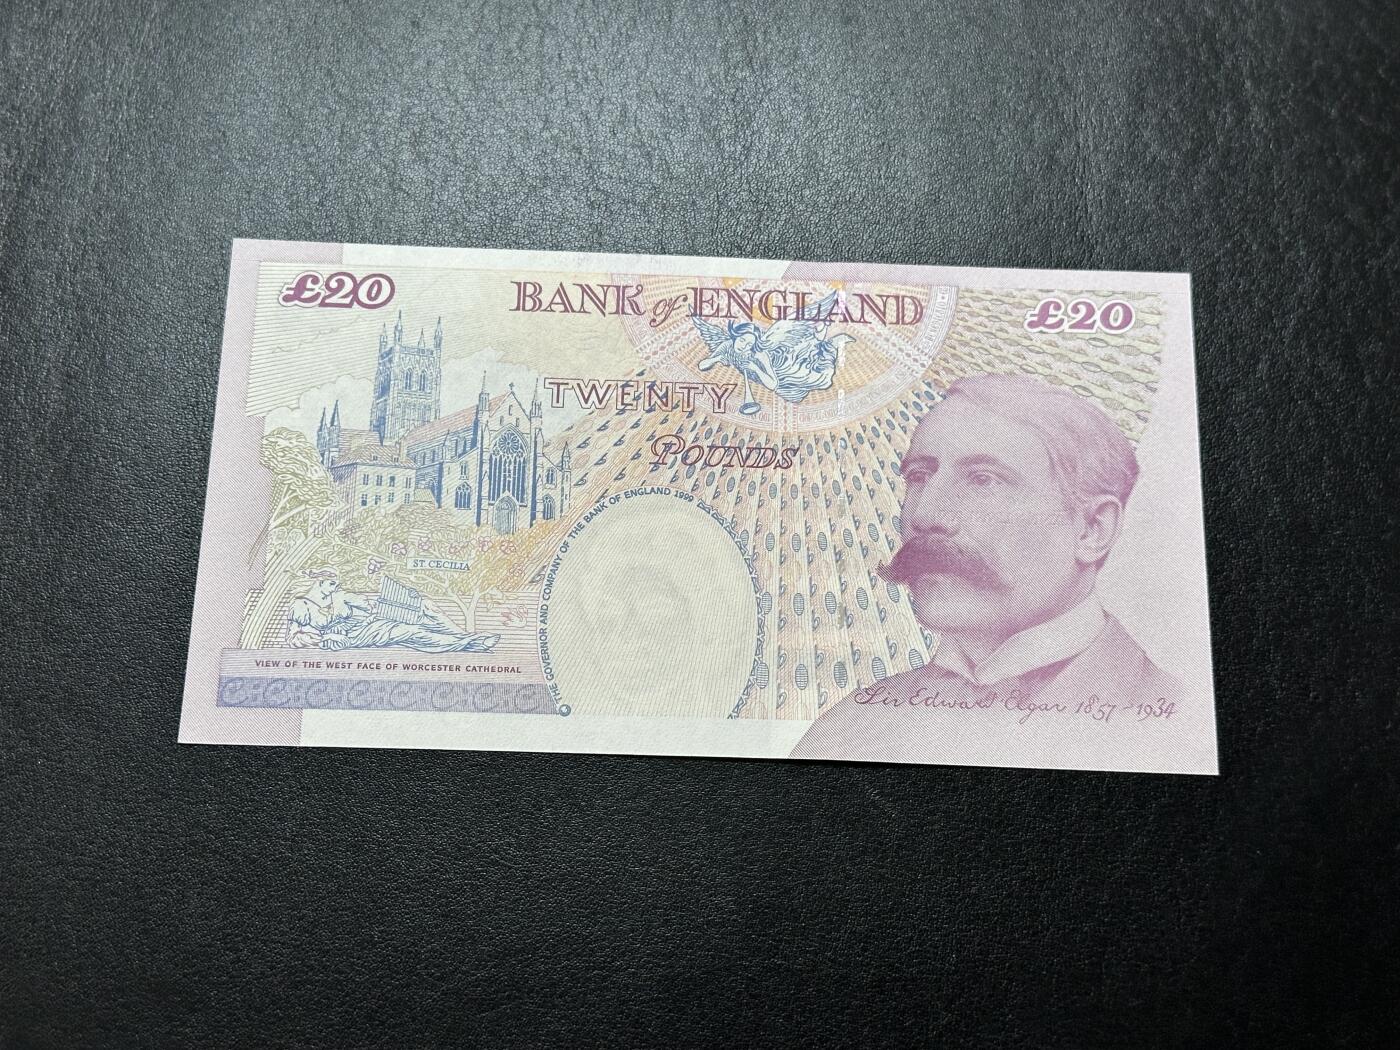 £20
BANK of ENGLAND
£20
TWENTY
POUNDS
© THE GOVERNOR AND COMPANY OF THE BANK OF ENGLAND 1999
ST CECILIA
VIEW OF THE WEST FACE OF WORCESTER CATHEDRAL
Sir Edward Elgar 1857-1934